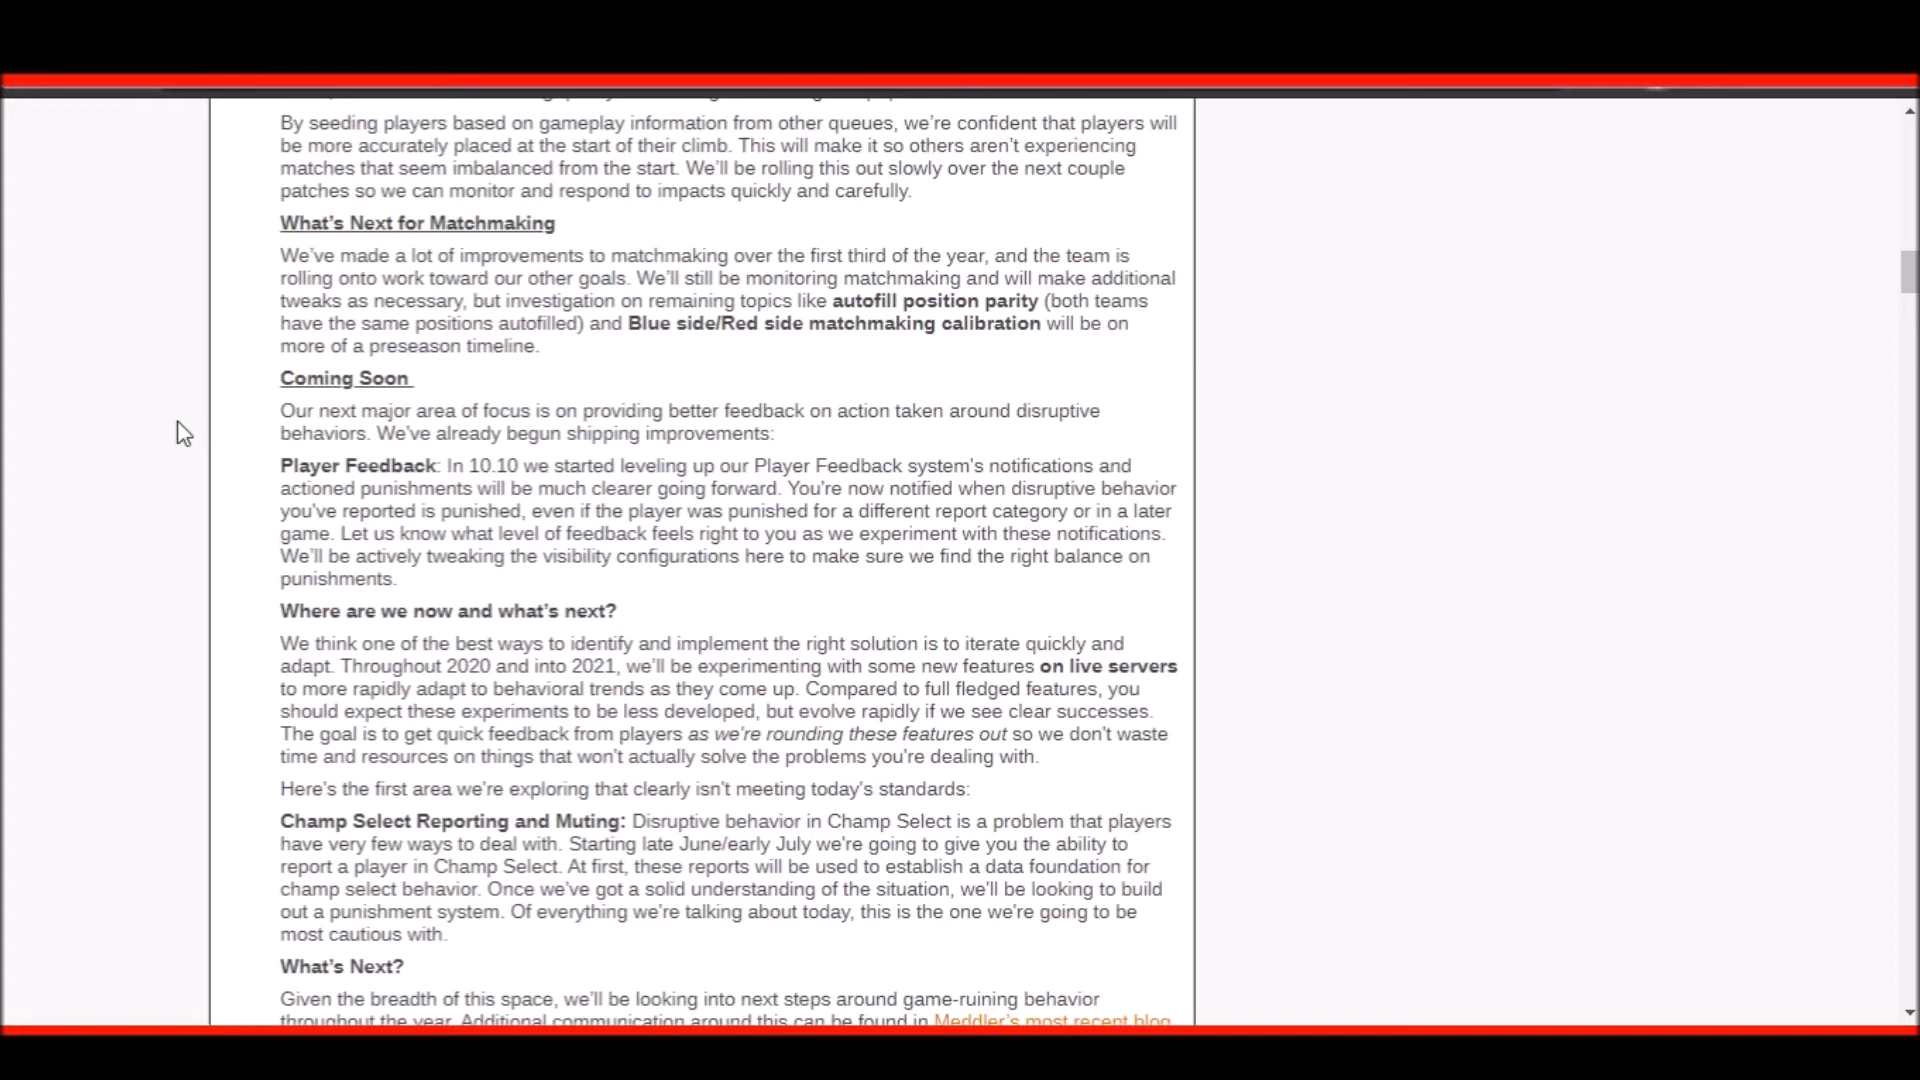 By seeding players based on gameplay information from other queues, we're confident that players will
be more accurately placed at the start of their climb. This will make it so others aren't experiencing
matches that seem imbalanced from the start. We'll be rolling this out slowly over the next couple
patches so we can monitor and respond to impacts quickly and carefully.
What's Next for Matchmaking
We've made a lot of improvements to matchmaking over the first third of the year, and the team is
rolling onto work toward our other goals. We'll still be monitoring matchmaking and will make additional
tweaks as necessary, but investigation on remaining topics like autofill position parity (both teams
have the same positions autofilled) and Blue side/Red side matchmaking calibration will be on
more of a preseason timeline.
Coming Soon
Our next major area of focus is on providing better feedback on action taken around disruptive
behaviors. We've already begun shipping improvements:
Player Feedback: In 10.10 we started leveling up our Player Feedback system's notifications and
actioned punishments will be much clearer going forward. You're now notified when disruptive behavior
you've reported is punished, even if the player was punished for a different report category or in a later
game. Let us know what level of feedback feels right to you as we experiment with these notifications.
We'll be actively tweaking the visibility configurations here to make sure we find the right balance on
punishments.
Where are we now and what's next?
We think one of the best ways to identify and implement the right solution is to iterate quickly and
adapt. Throughout 2020 and into 2021, we'll be experimenting with some new features on live servers
to more rapidly adapt to behavioral trends as they come up. Compared to full fledged features, you
should expect these experiments to be less developed, but evolve rapidly if we see clear successes.
The goal is to get quick feedback from players as we're rounding these features out so we don't waste
time and resources on things that won't actually solve the problems you're dealing with.
Here's the first area we're exploring that clearly isn't meeting today's standards:
Champ Select Reporting and Muting: Disruptive behavior in Champ Select is a problem that players
have very few ways to deal with. Starting late June/early July we're going to give you the ability to
report a player in Champ Select. At first, these reports will be used to establish a data foundation for
champ select behavior. Once we've got a solid understanding of the situation, we'll be looking to build
out a punishment system. Of everything we're talking about today, this is the one we're going to be
most cautious with.
What's Next?
Given the breadth of this space, we'll be looking into next steps around game-ruining behavior
throughout the year. Additional communication around this can be found in Meddler's most recent blog